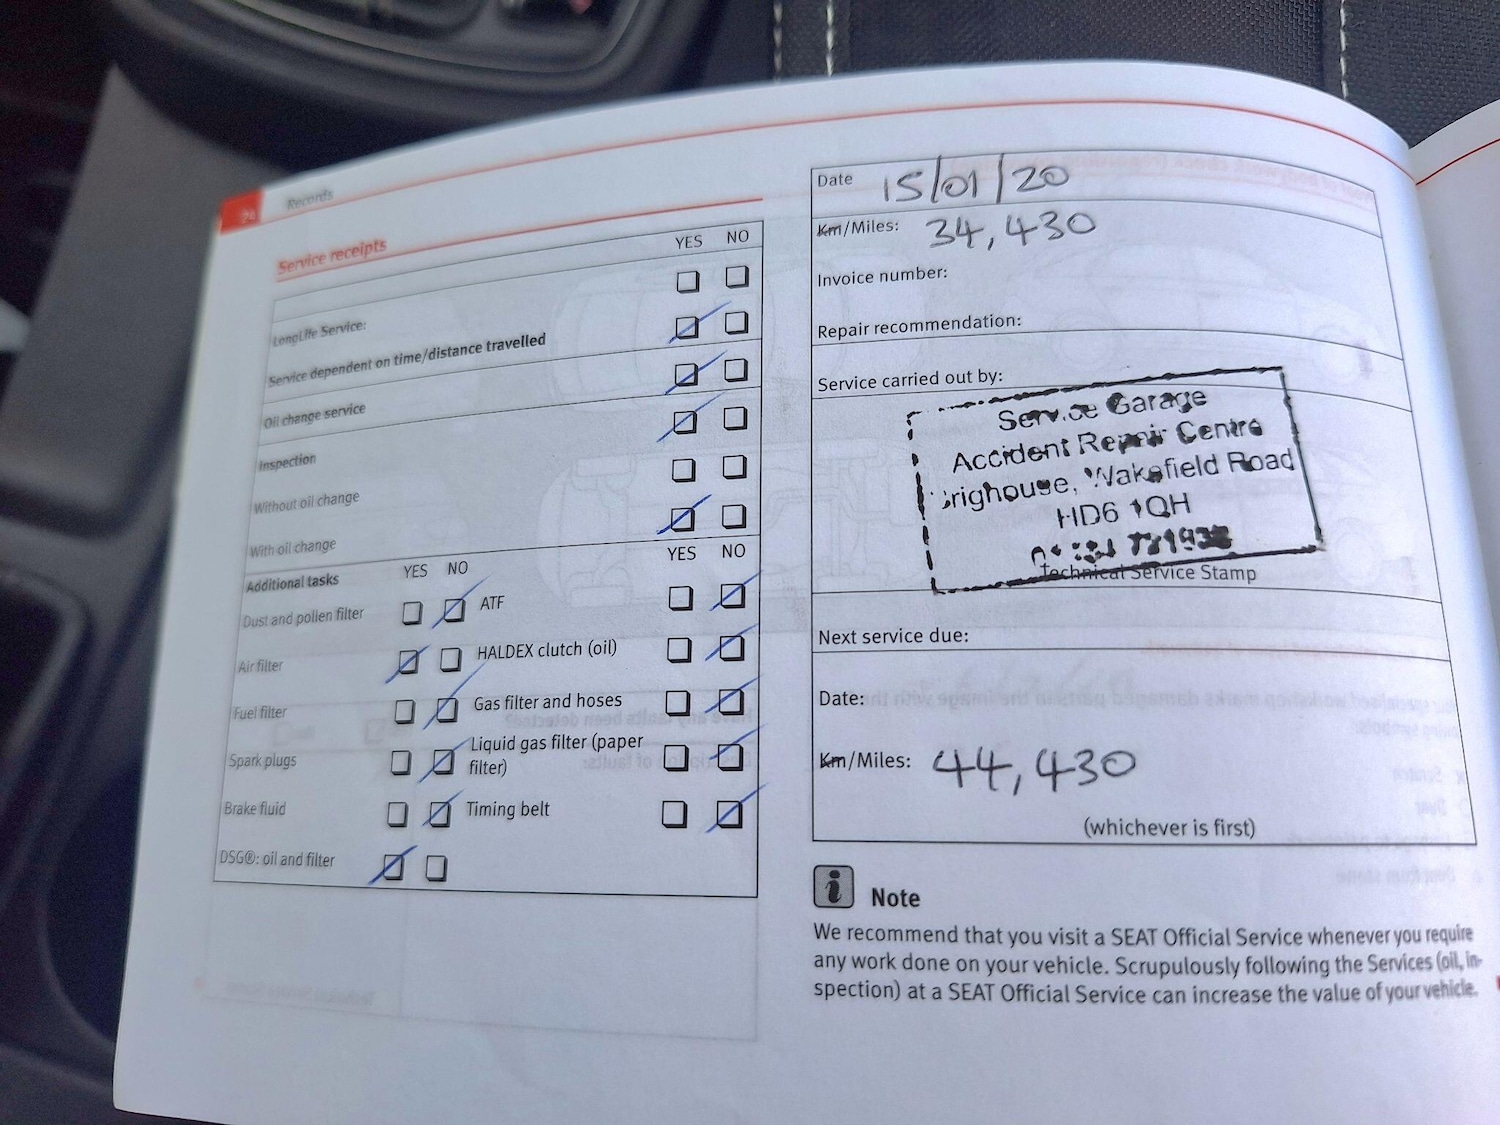 24 Records
Service receipts
YES NO
LongLife Service:
Service dependent on time/distance travelled
Oil change service
Inspection
Without oil change
With oil change
YES NO
Additional tasks YES NO
Dust and pollen filter
ATF
Air filter
HALDEX clutch (oil)
Fuel filter
Gas filter and hoses
Spark plugs
Liquid gas filter (paper
filter)
Brake fluid
Timing belt
DSG®: oil and filter
Date 15/01/20
Km/Miles: 34,430
Invoice number:
Repair recommendation:
Service carried out by:
Service Garage
Accident Repair Centre
righouse, Wakefield Road
HD6 1QH
Technical Service Stamp
Next service due:
Date:
Km/Miles: 44,430
(whichever is first)
i Note
We recommend that you visit a SEAT Official Service whenever you require
any work done on your vehicle. Scrupulously following the Services (oil, in-
spection) at a SEAT Official Service can increase the value of your vehicle.